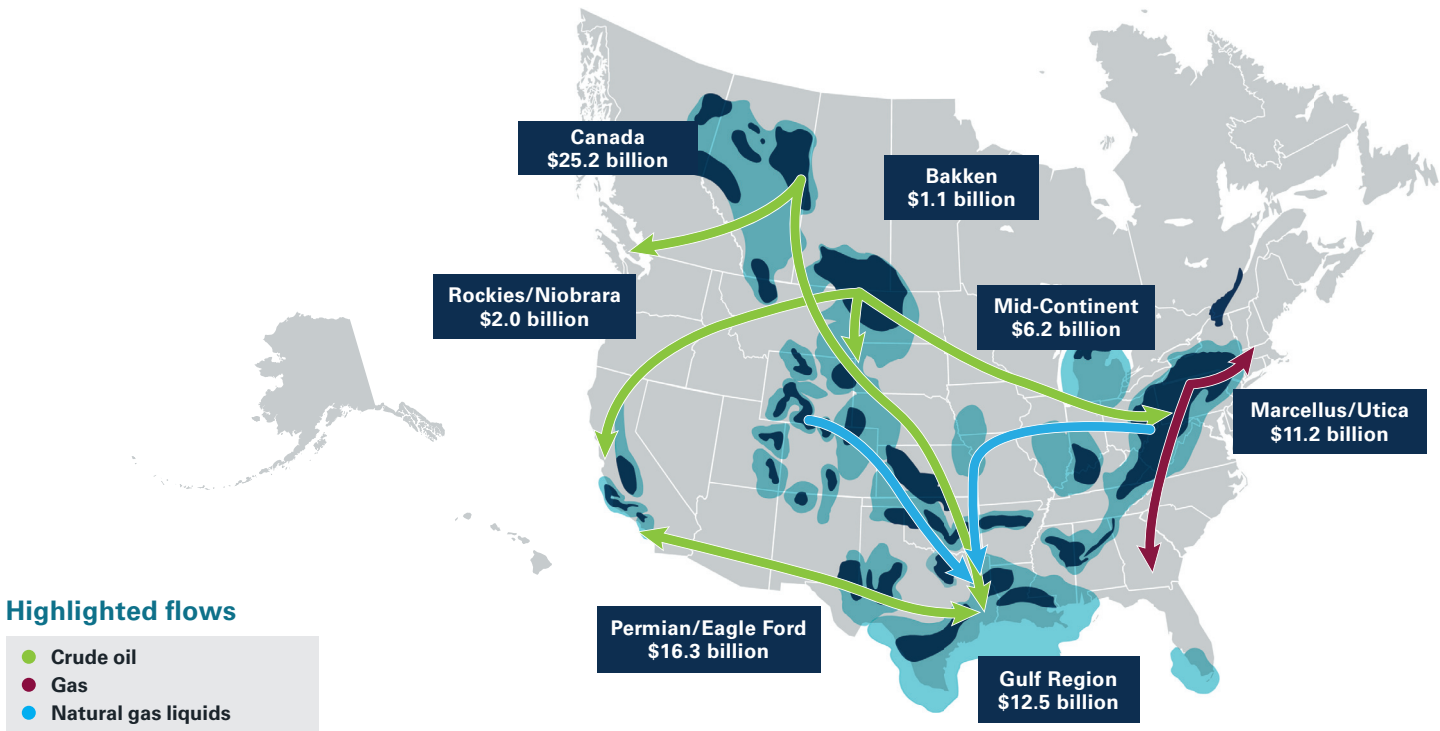 Canada
$25.2 billion
Bakken
$1.1 billion
Rockies/Niobrara
$2.0 billion
Mid-Continent
$6.2 billion
Marcellus/Utica
$11.2 billion
Permian/Eagle Ford
$16.3 billion
Gulf Region
$12.5 billion
Highlighted flows
Crude oil
Gas
Natural gas liquids